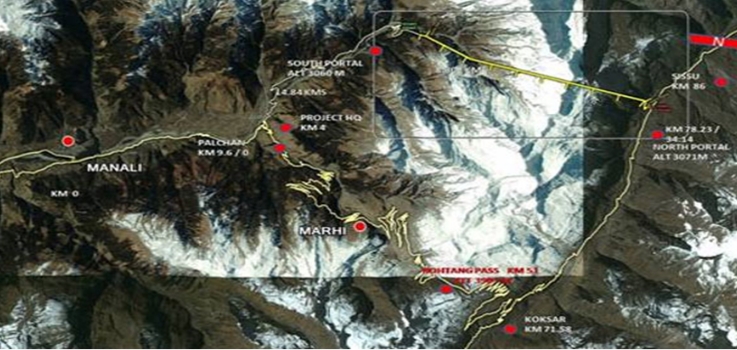 N
SOUTH PORTAL
ALT 3060 M
SISSU
KM 86
14.84 KMS
PROJECT HQ
KM 4
KM 78.23 /
34.14
NORTH PORTAL
ALT 3071M
PALCHAN
KM 9.6 / 0
MANALI
KM 0
MARHI
ROHTANG PASS KM 51
KOKSAR
KM 71.58